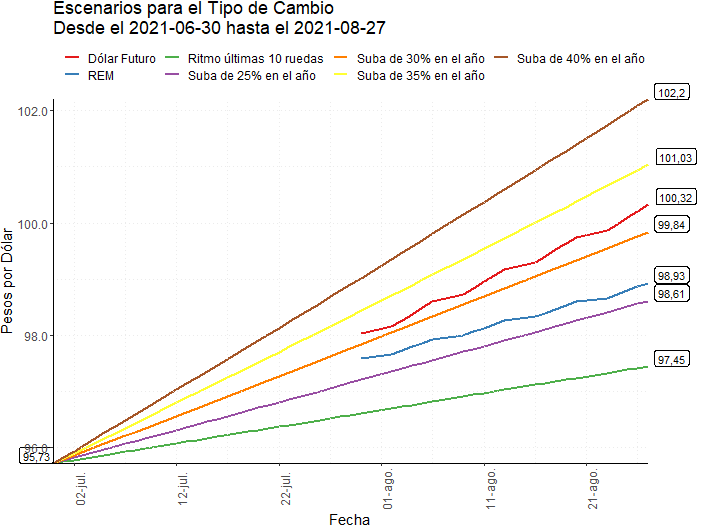 Escenarios para el Tipo de Cambio
Desde el 2021-06-30 hasta el 2021-08-27
Dólar Futuro
Ritmo últimas 10 ruedas
Suba de 30% en el año
Suba de 40% en el año
REM
Suba de 25% en el año
Suba de 35% en el año
102,2
102.0
101,03
100,32
100.0
99,84
98,93
98,61
98.0
97,45
96.0
95,73
Pesos por Dólar
02-jul.
12-jul.
22-jul.
01-ago.
11-ago.
21-ago.
Fecha